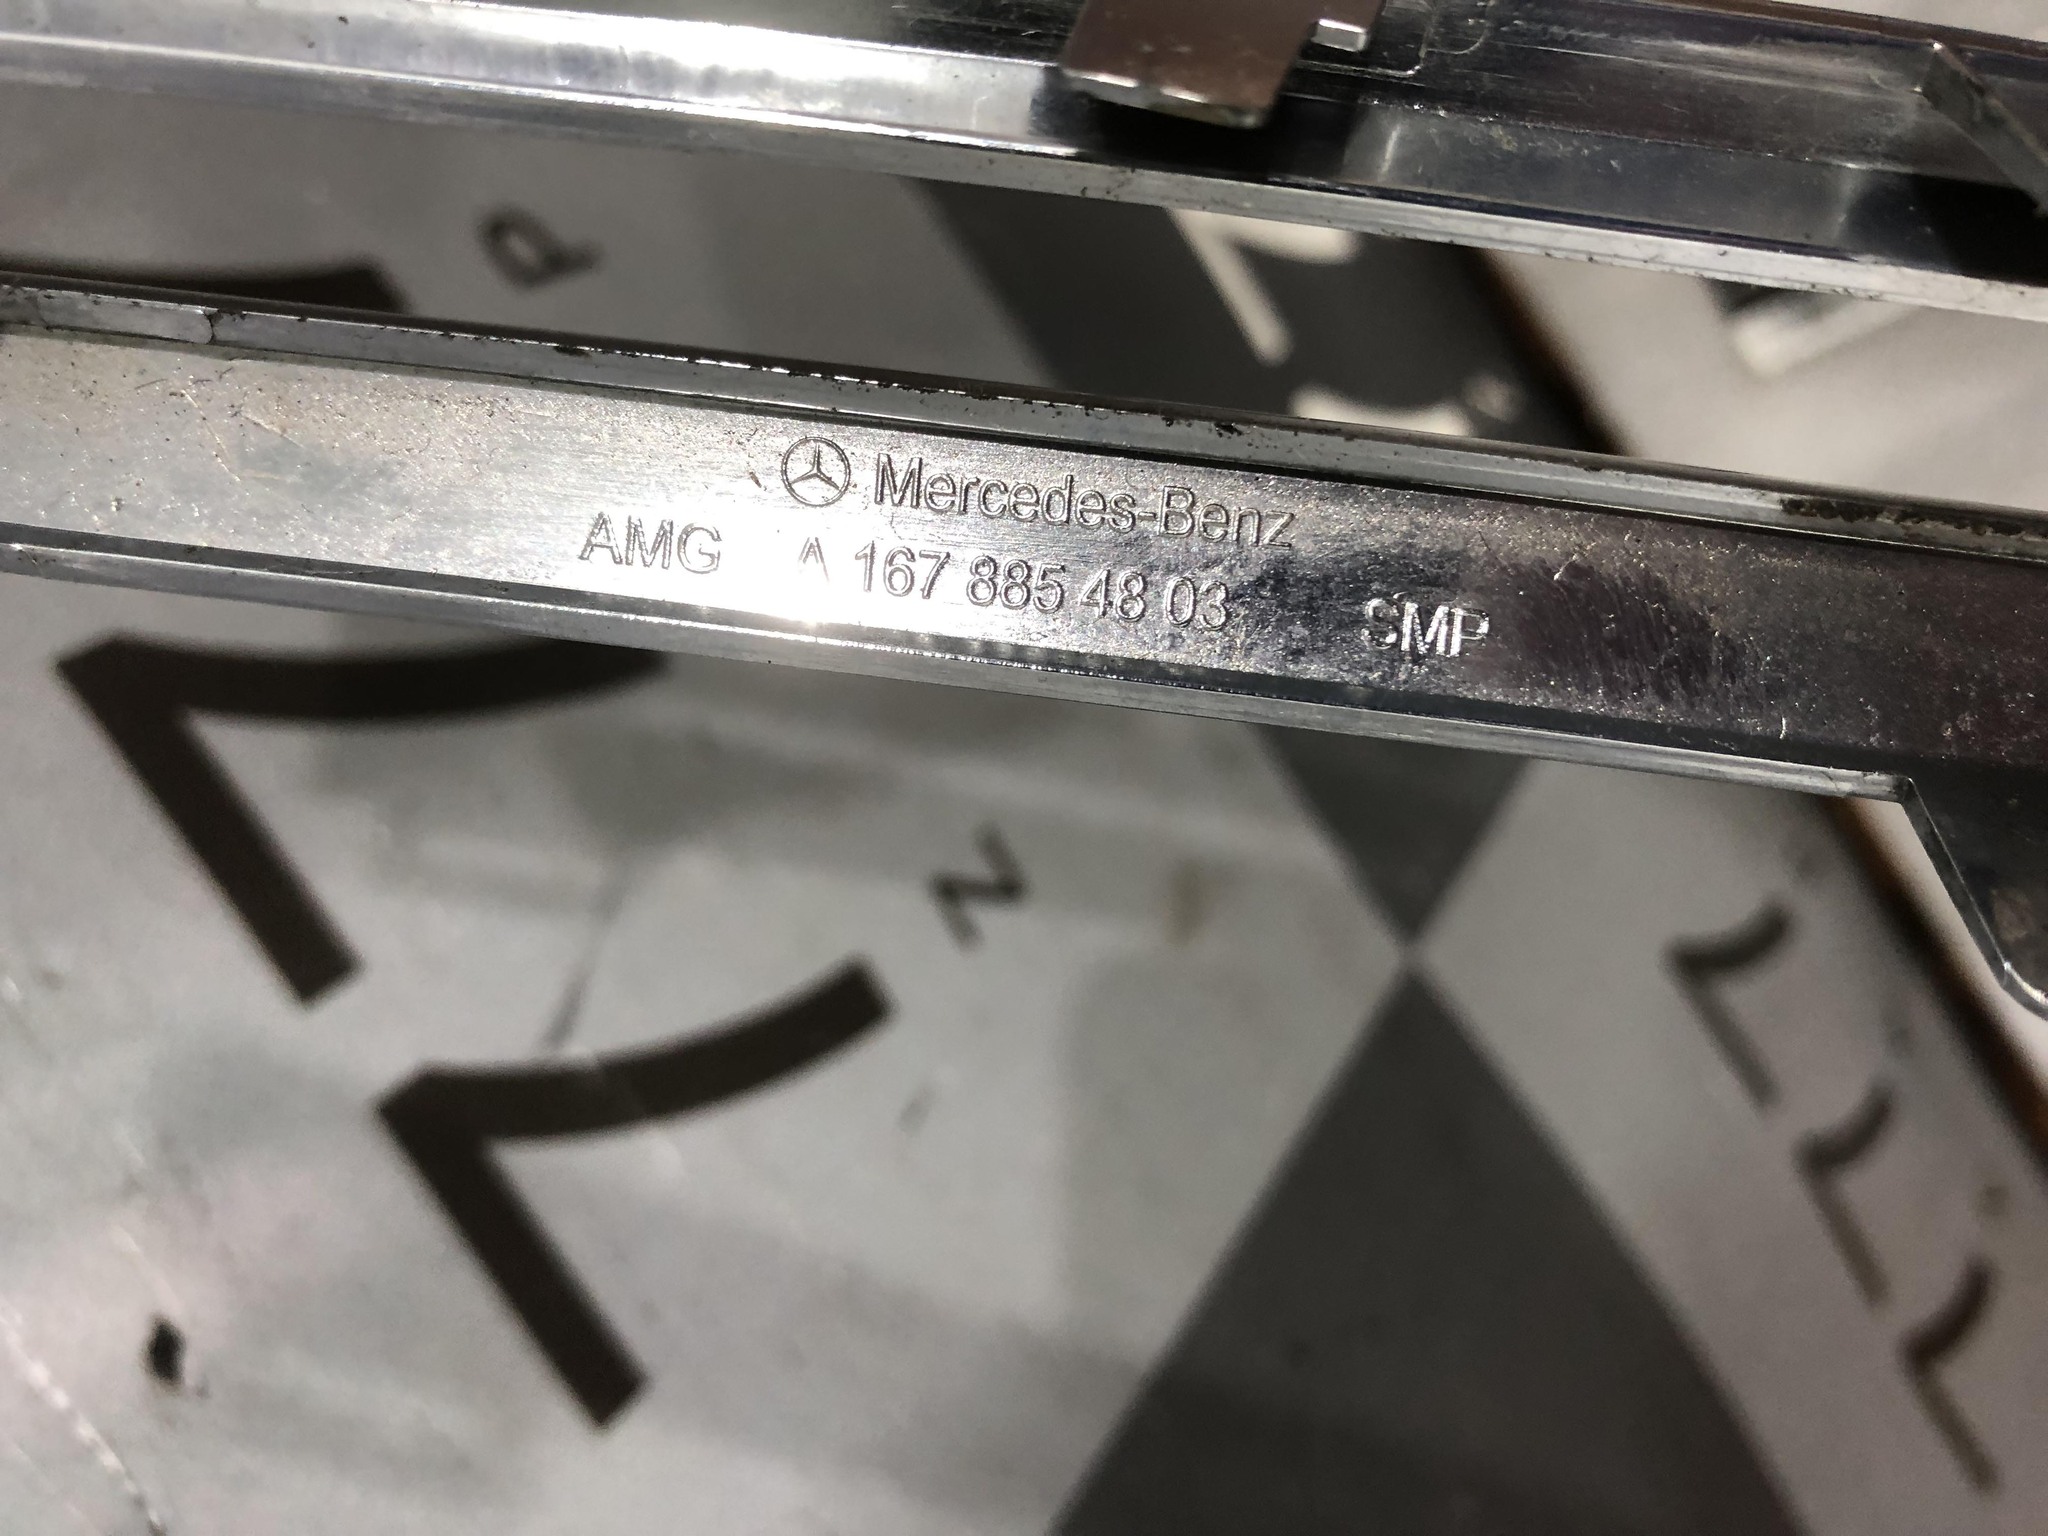 Mercedes-Benz
AMG A 167 885 48 03 SMP